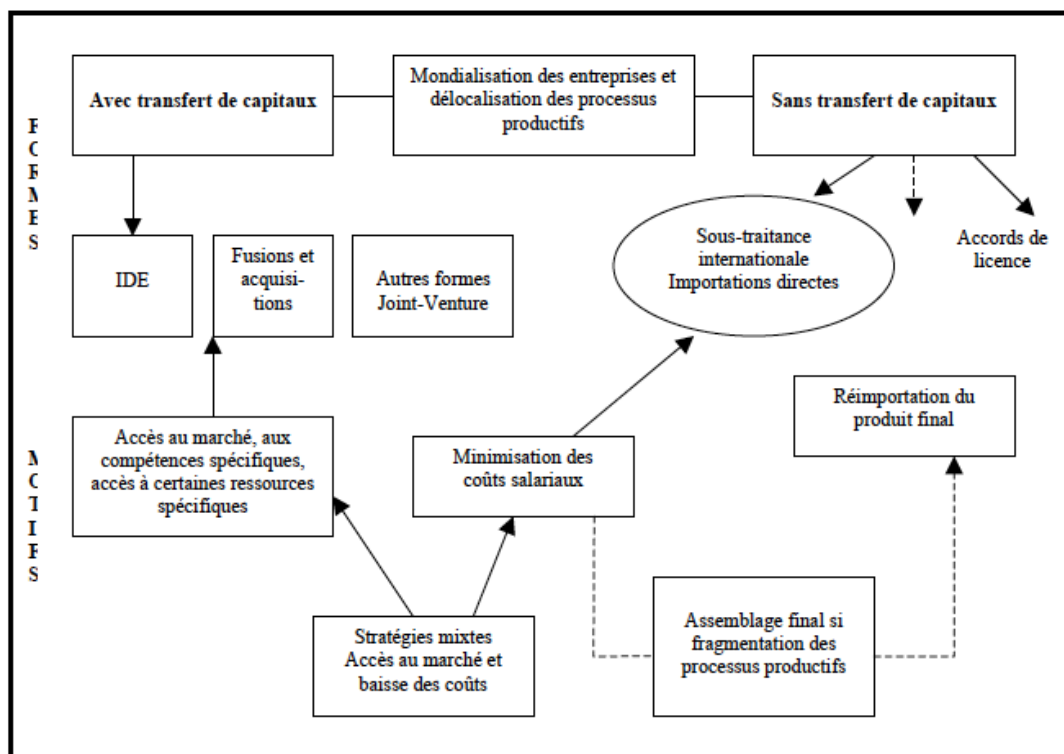 Avec transfert de capitaux
Mondialisation des entreprises et
délocalisation des processus
productifs
Sans transfert de capitaux
F
O
R
M
E
S
IDE
Fusions et
acquisi-
tions
Autres formes
Joint-Venture
Sous-traitance
internationale
Importations directes
Accords de
licence
M
O
T
I
F
S
Accès au marché, aux
compétences spécifiques,
accès à certaines ressources
spécifiques
Minimisation des
coûts salariaux
Réimportation du
produit final
Stratégies mixtes
Accès au marché et
baisse des coûts
Assemblage final si
fragmentation des
processus productifs